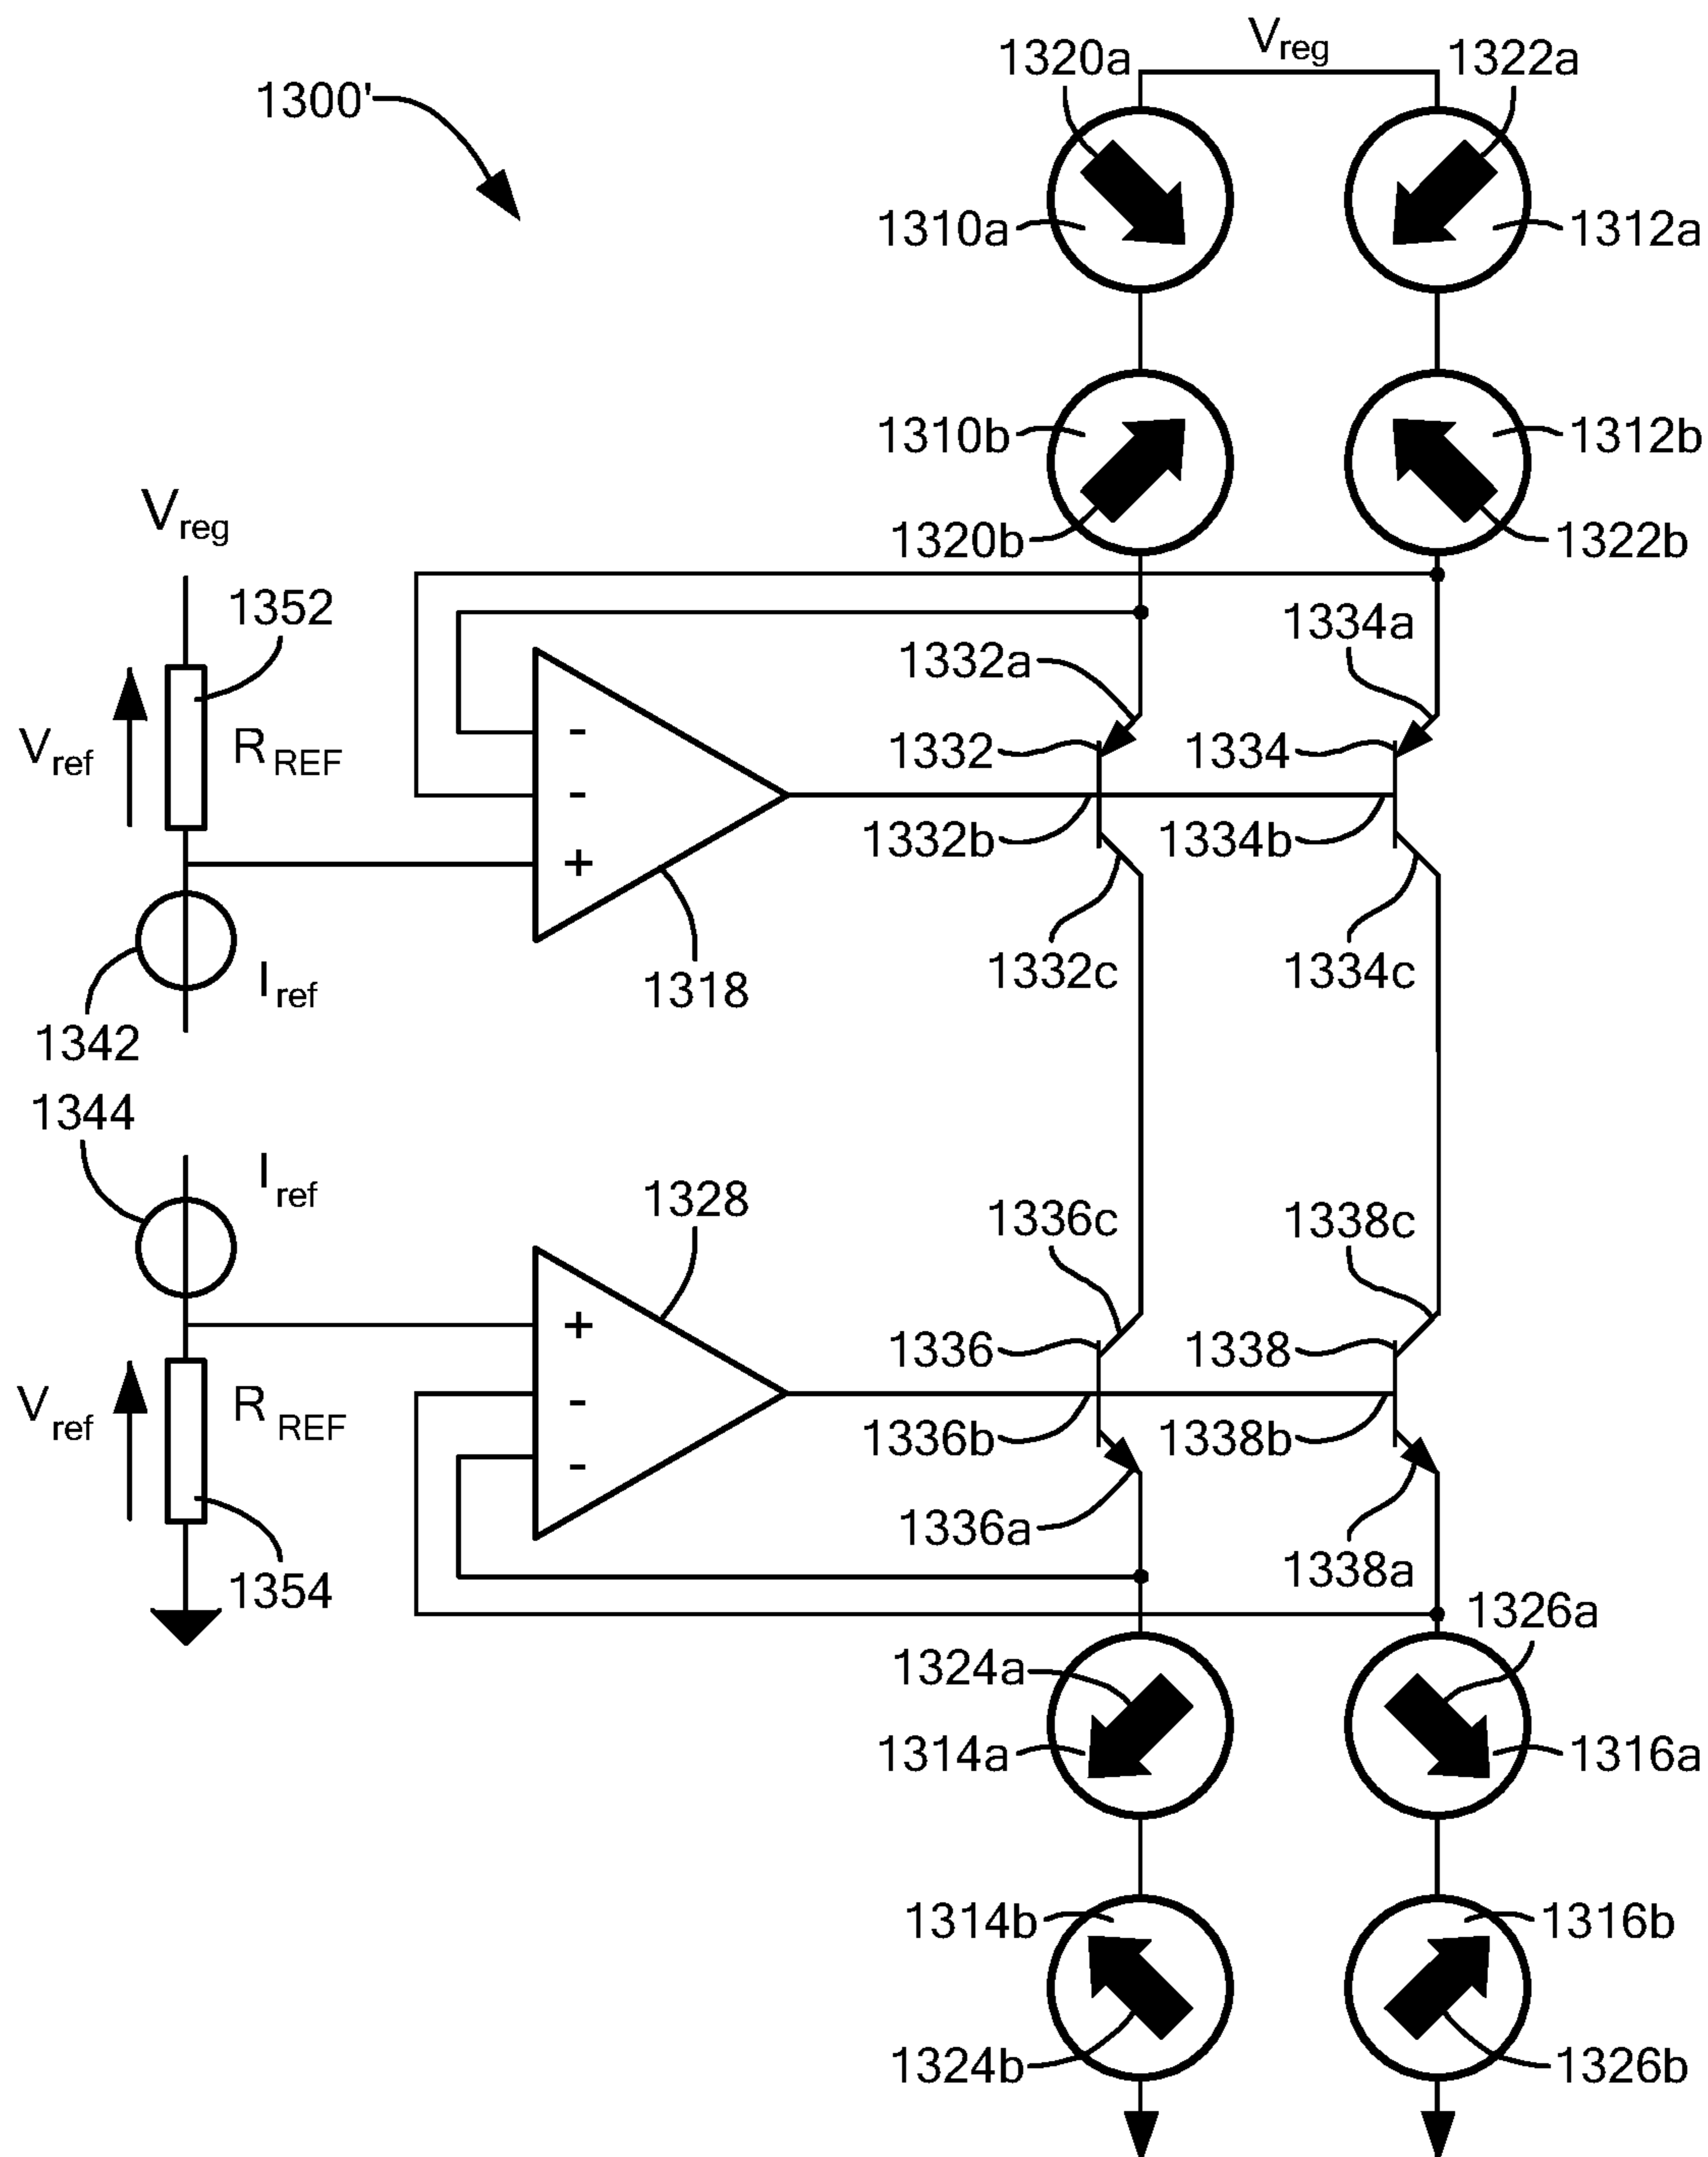 1300'
1320a
Vreg
1322a
1310a
1312a
1310b
1312b
1320b
1322b
Vreg
1352
Vref
RREF
1342
Iref
-
-
+
1318
1332a
1334a
1332
1334
1332b
1334b
1332c
1334c
1344
Iref
Vref
RREF
1354
1328
+
-
-
1336c
1338c
1336
1338
1336b
1338b
1336a
1338a
1324a
1326a
1314a
1316a
1314b
1316b
1324b
1326b